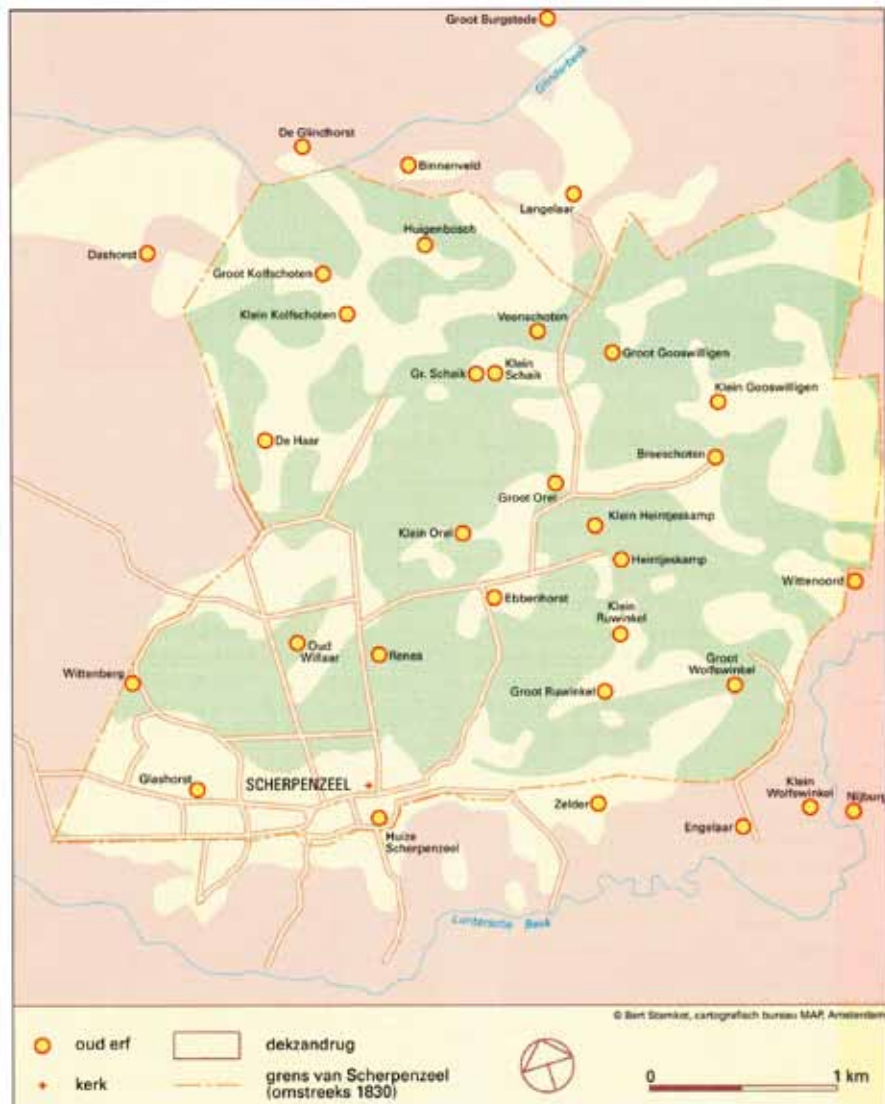 Groot Burgstede
Glinderbeek
De Glindhorst
Binnenveld
Langelaar
Huigenbosch
Dashorst
Groot Kolfschoten
Klein Kolfschoten
Veenschoten
Groot Gooswilligen
Gr. Schaik
Klein
Schaik
Klein Gooswilligen
De Haar
Breeschoten
Groot Orel
Klein Orel
Klein Heintjeskamp
Heintjeskamp
Wittenoord
Ebbenhorst
Klein
Ruwinkel
Oud
Willaar
Renes
Groot
Wolfswinkel
Wittenberg
Groot Ruwinkel
Glashorst
SCHERPENZEEL
Zelder
Klein
Wolfswinkel
Nijburg
Huize
Scherpenzeel
Engelaar
Luntersche Beek
© Bert Stamkot, cartografisch bureau MAP, Amsterdam
oud erf
dekzandrug
kerk
grens van Scherpenzeel
(omstreeks 1830)
0
1 km